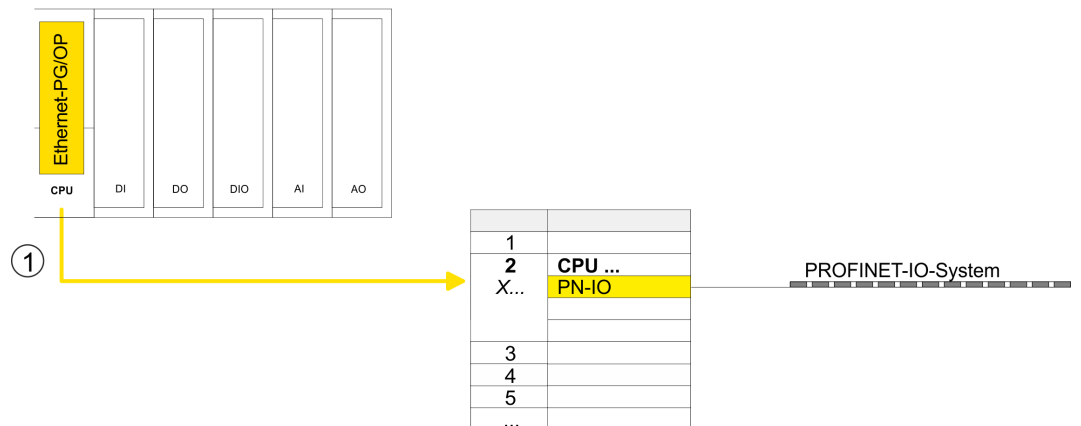 Ethernet-PG/OP
CPU
DI
DO
DIO
AI
AO
1
1
2 CPU ...
X... PN-IO
3
4
5
...
PROFINET-IO-System